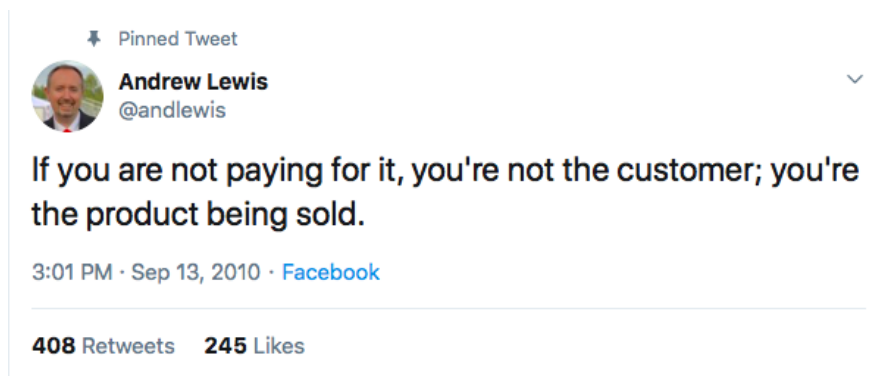 Pinned Tweet
Andrew Lewis
@andlewis
If you are not paying for it, you're not the customer; you're
the product being sold.
3:01 PM · Sep 13, 2010 · Facebook
408 Retweets 245 Likes